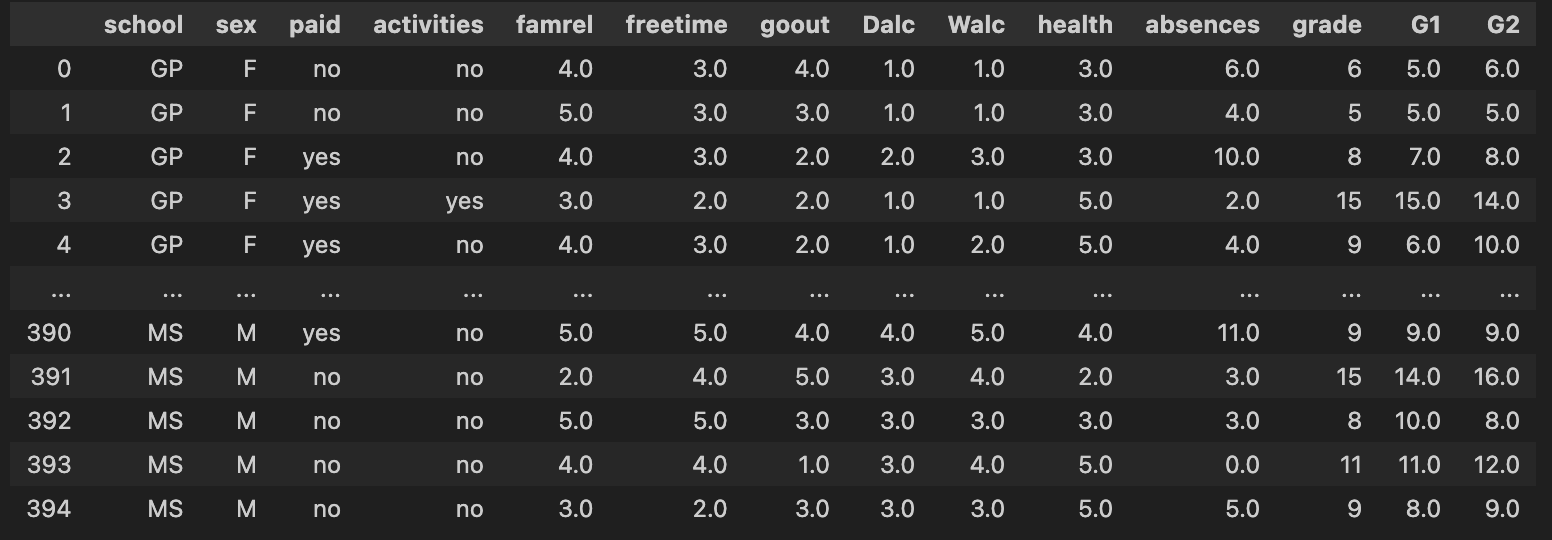 school sex paid activities famrel freetime goout Dalc Walc health absences grade G1 G2
0 GP F no no 4.0 3.0 4.0 1.0 1.0 3.0 6.0 6 5.0 6.0
1 GP F no no 5.0 3.0 3.0 1.0 1.0 3.0 4.0 5 5.0 5.0
2 GP F yes no 4.0 3.0 2.0 2.0 3.0 3.0 10.0 8 7.0 8.0
3 GP F yes yes 3.0 2.0 2.0 1.0 1.0 5.0 2.0 15 15.0 14.0
4 GP F yes no 4.0 3.0 2.0 1.0 2.0 5.0 4.0 9 6.0 10.0
... ... ... ... ... ... ... ... ... ... ... ... ... ... ...
390 MS M yes no 5.0 5.0 4.0 4.0 5.0 4.0 11.0 9 9.0 9.0
391 MS M no no 2.0 4.0 5.0 3.0 4.0 2.0 3.0 15 14.0 16.0
392 MS M no no 5.0 5.0 3.0 3.0 3.0 3.0 3.0 8 10.0 8.0
393 MS M no no 4.0 4.0 1.0 3.0 4.0 5.0 0.0 11 11.0 12.0
394 MS M no no 3.0 2.0 3.0 3.0 3.0 5.0 5.0 9 8.0 9.0